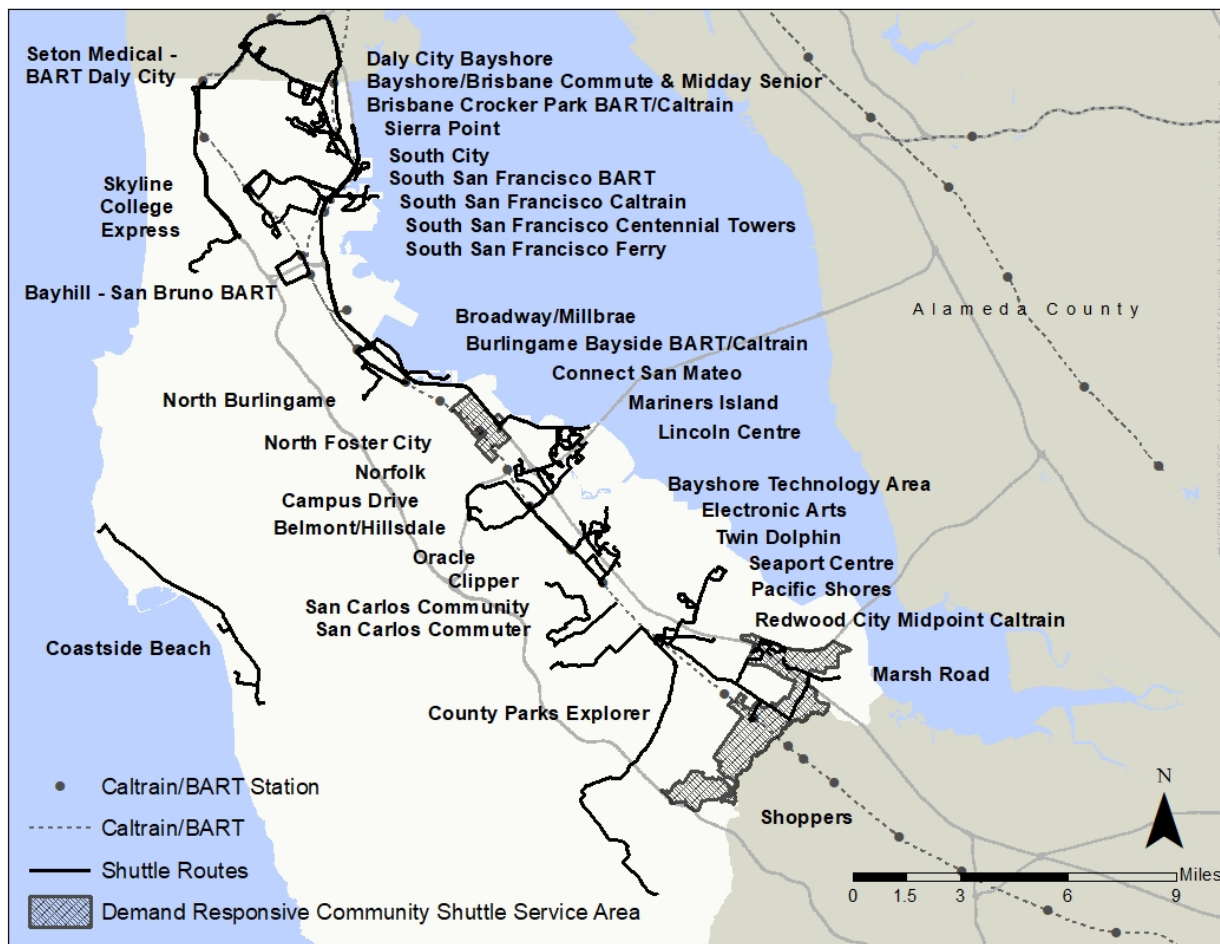 Seton Medical -
BART Daly City
Daly City Bayshore
Bayshore/Brisbane Commute & Midday Senior
Brisbane Crocker Park BART/Caltrain
Sierra Point
South City
South San Francisco BART
South San Francisco Caltrain
South San Francisco Centennial Towers
South San Francisco Ferry
Skyline
College
Express
Bayhill - San Bruno BART
Alameda County
Broadway/Millbrae
Burlingame Bayside BART/Caltrain
Connect San Mateo
Mariners Island
Lincoln Centre
North Burlingame
North Foster City
Norfolk
Campus Drive
Belmont/Hillsdale
Oracle
Clipper
San Carlos Community
San Carlos Commuter
Bayshore Technology Area
Electronic Arts
Twin Dolphin
Seaport Centre
Pacific Shores
Redwood City Midpoint Caltrain
Marsh Road
Coastside Beach
County Parks Explorer
Shoppers
Caltrain/BART Station
Caltrain/BART
Shuttle Routes
Demand Responsive Community Shuttle Service Area
N
Miles
0 1.5 3 6 9